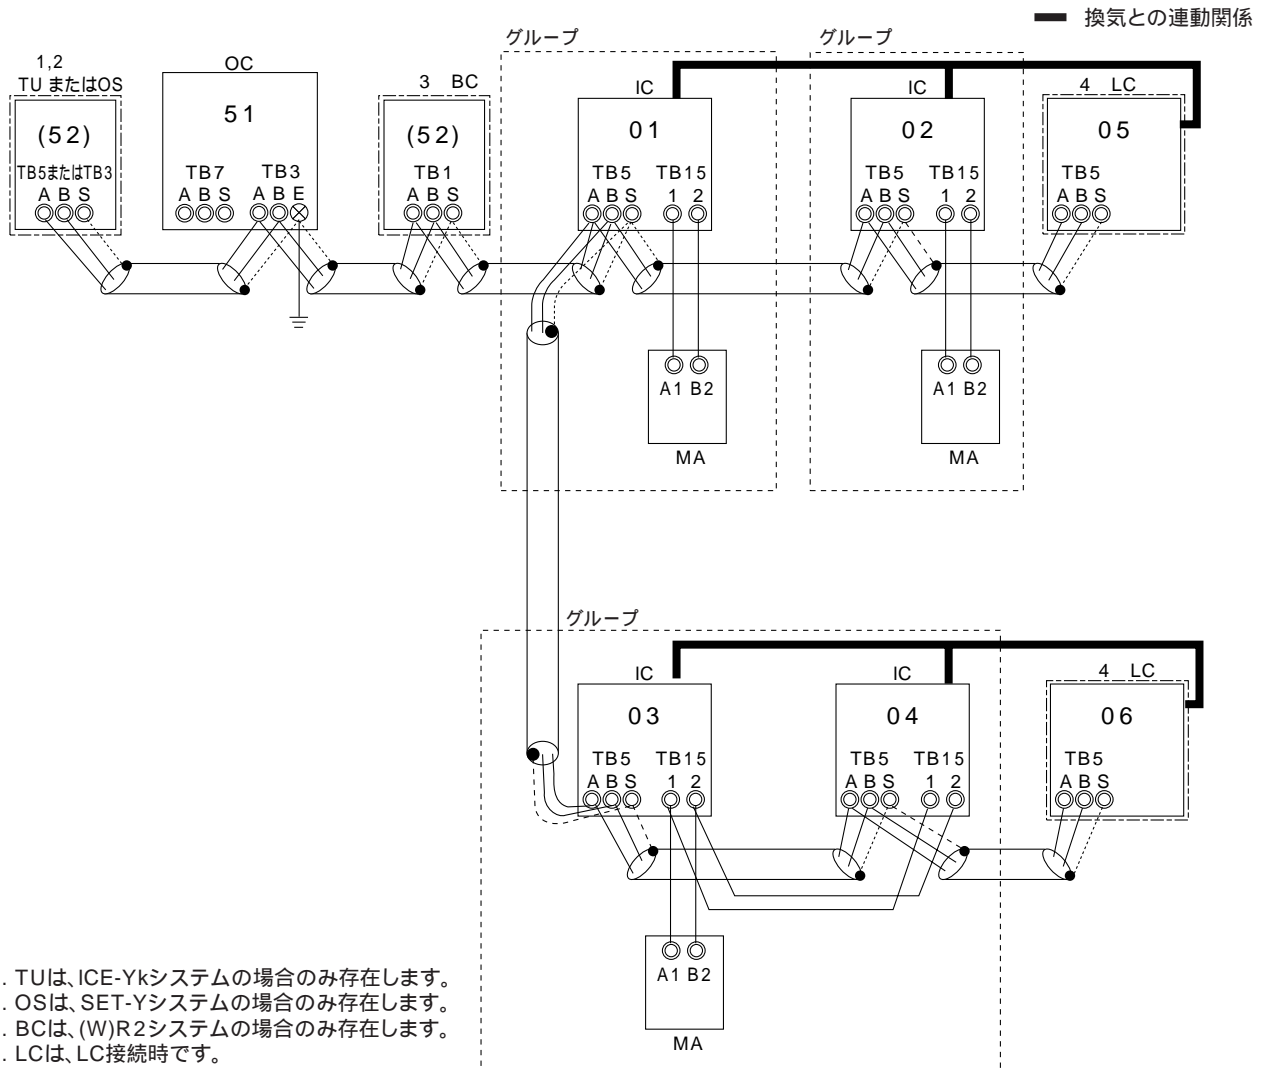 換気との連動関係
グループ
グループ
1,2
TU またはOS
OC
3 BC
IC
IC
4 LC
(52)
51
(52)
01
02
05
TB5またはTB3
TB7
TB3
TB1
TB5
TB15
TB5
TB15
TB5
A B S
A B S
A B E
A B S
A B S
1 2
A B S
1 2
A B S
A1 B2
A1 B2
MA
MA
グループ
IC
IC
4 LC
03
04
06
TB5
TB15
TB5
TB15
TB5
A B S
1 2
A B S
1 2
A B S
A1 B2
MA
. TUは、ICE-Ykシステムの場合のみ存在します。
. OSは、SET-Yシステムの場合のみ存在します。
. BCは、(W)R2システムの場合のみ存在します。
. LCは、LC接続時です。